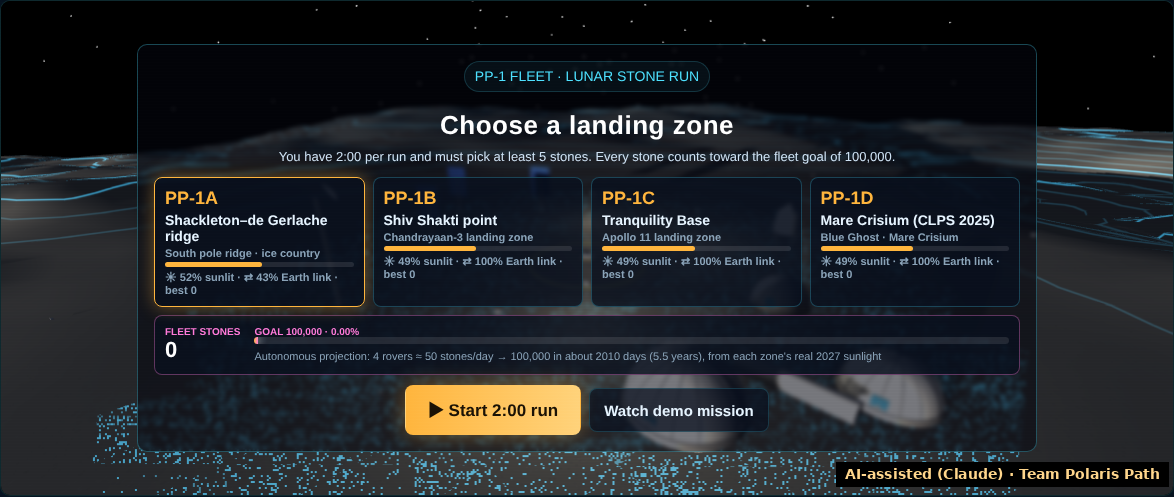 PP-1 FLEET · LUNAR STONE RUN
Choose a landing zone
You have 2:00 per run and must pick at least 5 stones. Every stone counts toward the fleet goal of 100,000.
PP-1A
Shackleton–de Gerlache
ridge
South pole ridge · ice country
☀ 52% sunlit · ⇄ 43% Earth link ·
best 0
PP-1B
Shiv Shakti point
Chandrayaan-3 landing zone
☀ 49% sunlit · ⇄ 100% Earth link ·
best 0
PP-1C
Tranquility Base
Apollo 11 landing zone
☀ 49% sunlit · ⇄ 100% Earth link ·
best 0
PP-1D
Mare Crisium (CLPS 2025)
Blue Ghost · Mare Crisium
☀ 49% sunlit · ⇄ 100% Earth link ·
best 0
FLEET STONES
0
GOAL 100,000 · 0.00%
Autonomous projection: 4 rovers ≈ 50 stones/day → 100,000 in about 2010 days (5.5 years), from each zone's real 2027 sunlight
▶ Start 2:00 run
Watch demo mission
AI-assisted (Claude) · Team Polaris Path